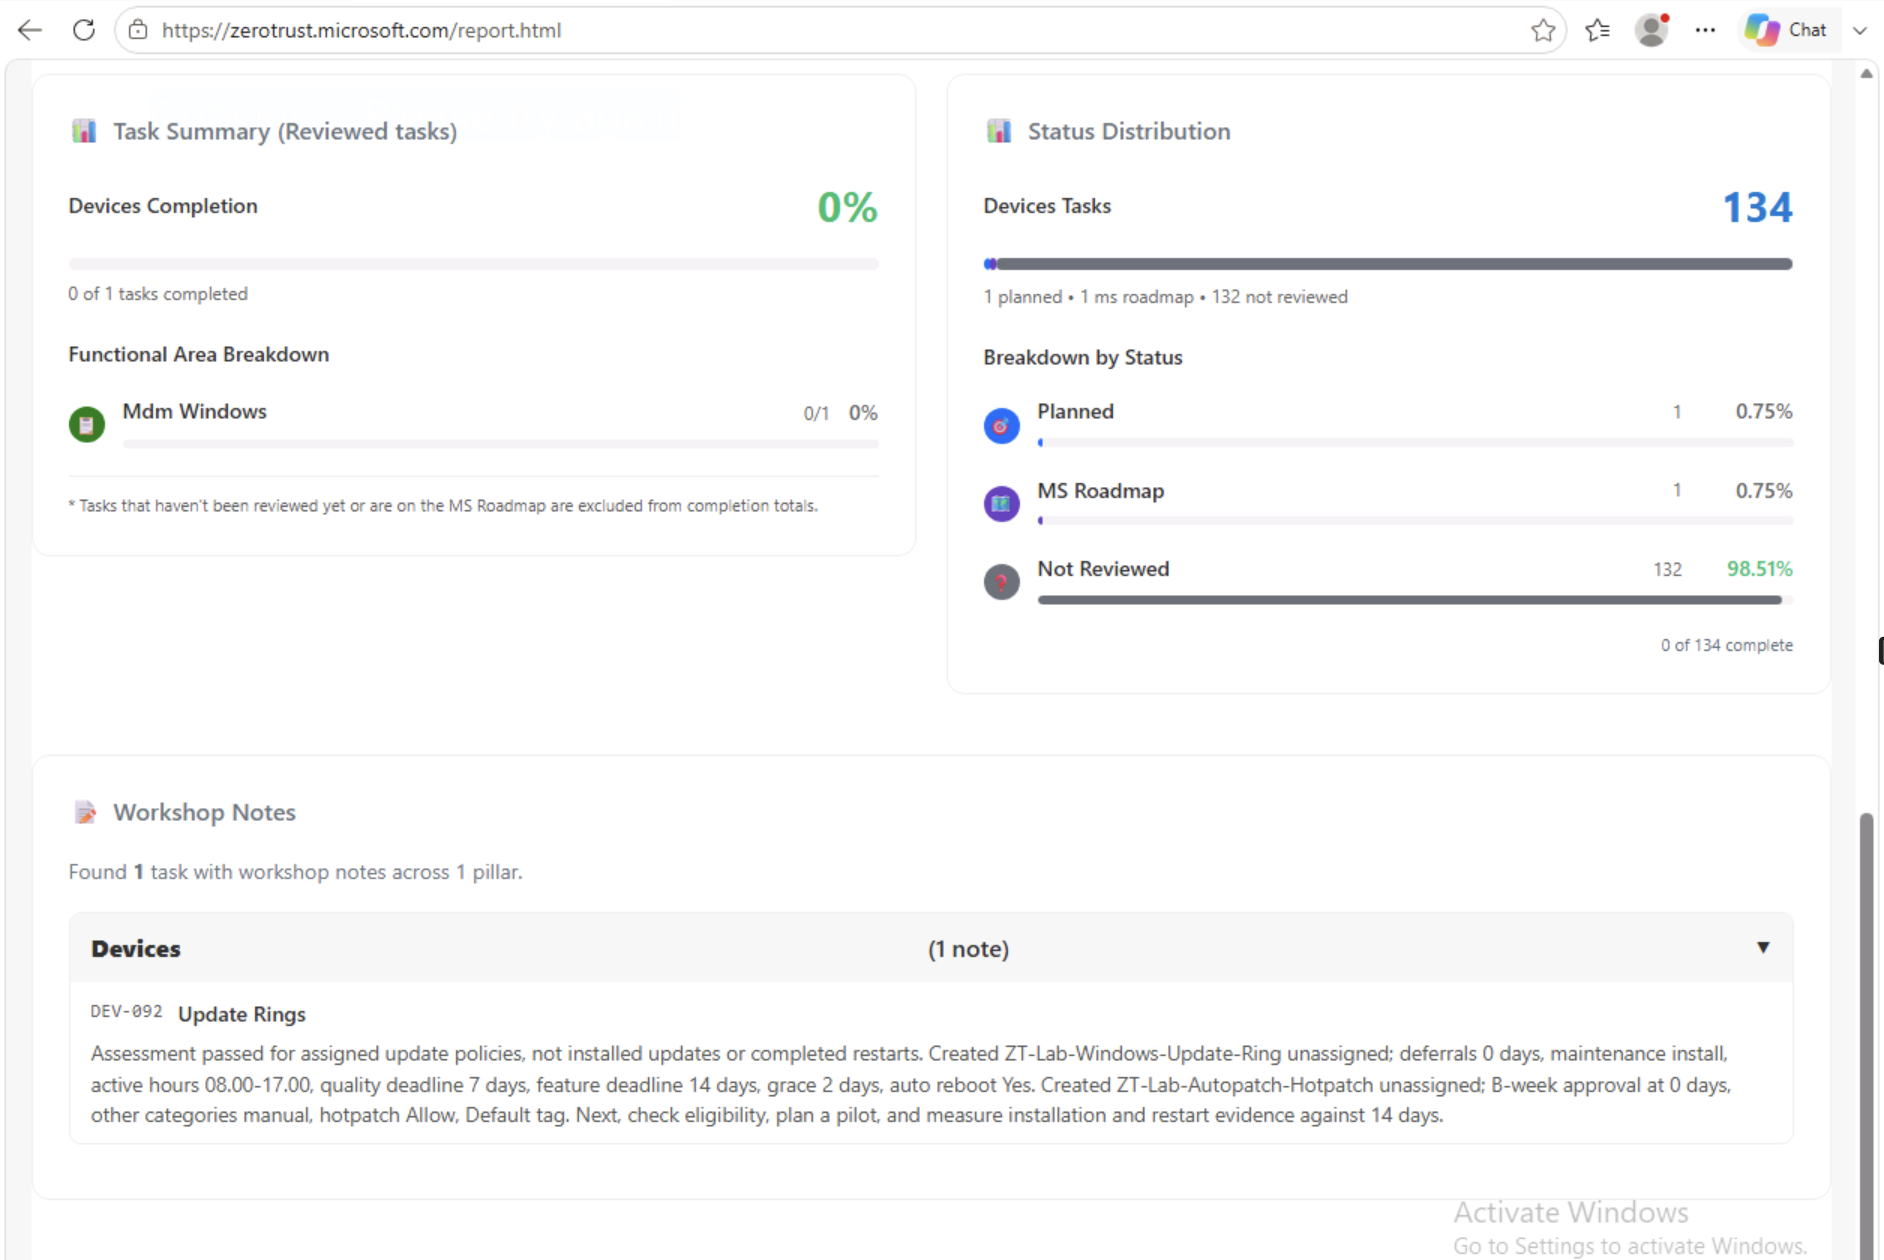 https://zerotrust.microsoft.com/report.html
Chat
Task Summary (Reviewed tasks)
Devices Completion
0%
0 of 1 tasks completed
Functional Area Breakdown
Mdm Windows
0/1 0%
* Tasks that haven't been reviewed yet or are on the MS Roadmap are excluded from completion totals.
Status Distribution
Devices Tasks
134
1 planned • 1 ms roadmap • 132 not reviewed
Breakdown by Status
Planned
1 0.75%
MS Roadmap
1 0.75%
Not Reviewed
132 98.51%
0 of 134 complete
Workshop Notes
Found 1 task with workshop notes across 1 pillar.
Devices
(1 note)
DEV-092 Update Rings
Assessment passed for assigned update policies, not installed updates or completed restarts. Created ZT-Lab-Windows-Update-Ring unassigned; deferrals 0 days, maintenance install,
active hours 08.00-17.00, quality deadline 7 days, feature deadline 14 days, grace 2 days, auto reboot Yes. Created ZT-Lab-Autopatch-Hotpatch unassigned; B-week approval at 0 days,
other categories manual, hotpatch Allow, Default tag. Next, check eligibility, plan a pilot, and measure installation and restart evidence against 14 days.
Activate Windows
Go to Settings to activate Windows.